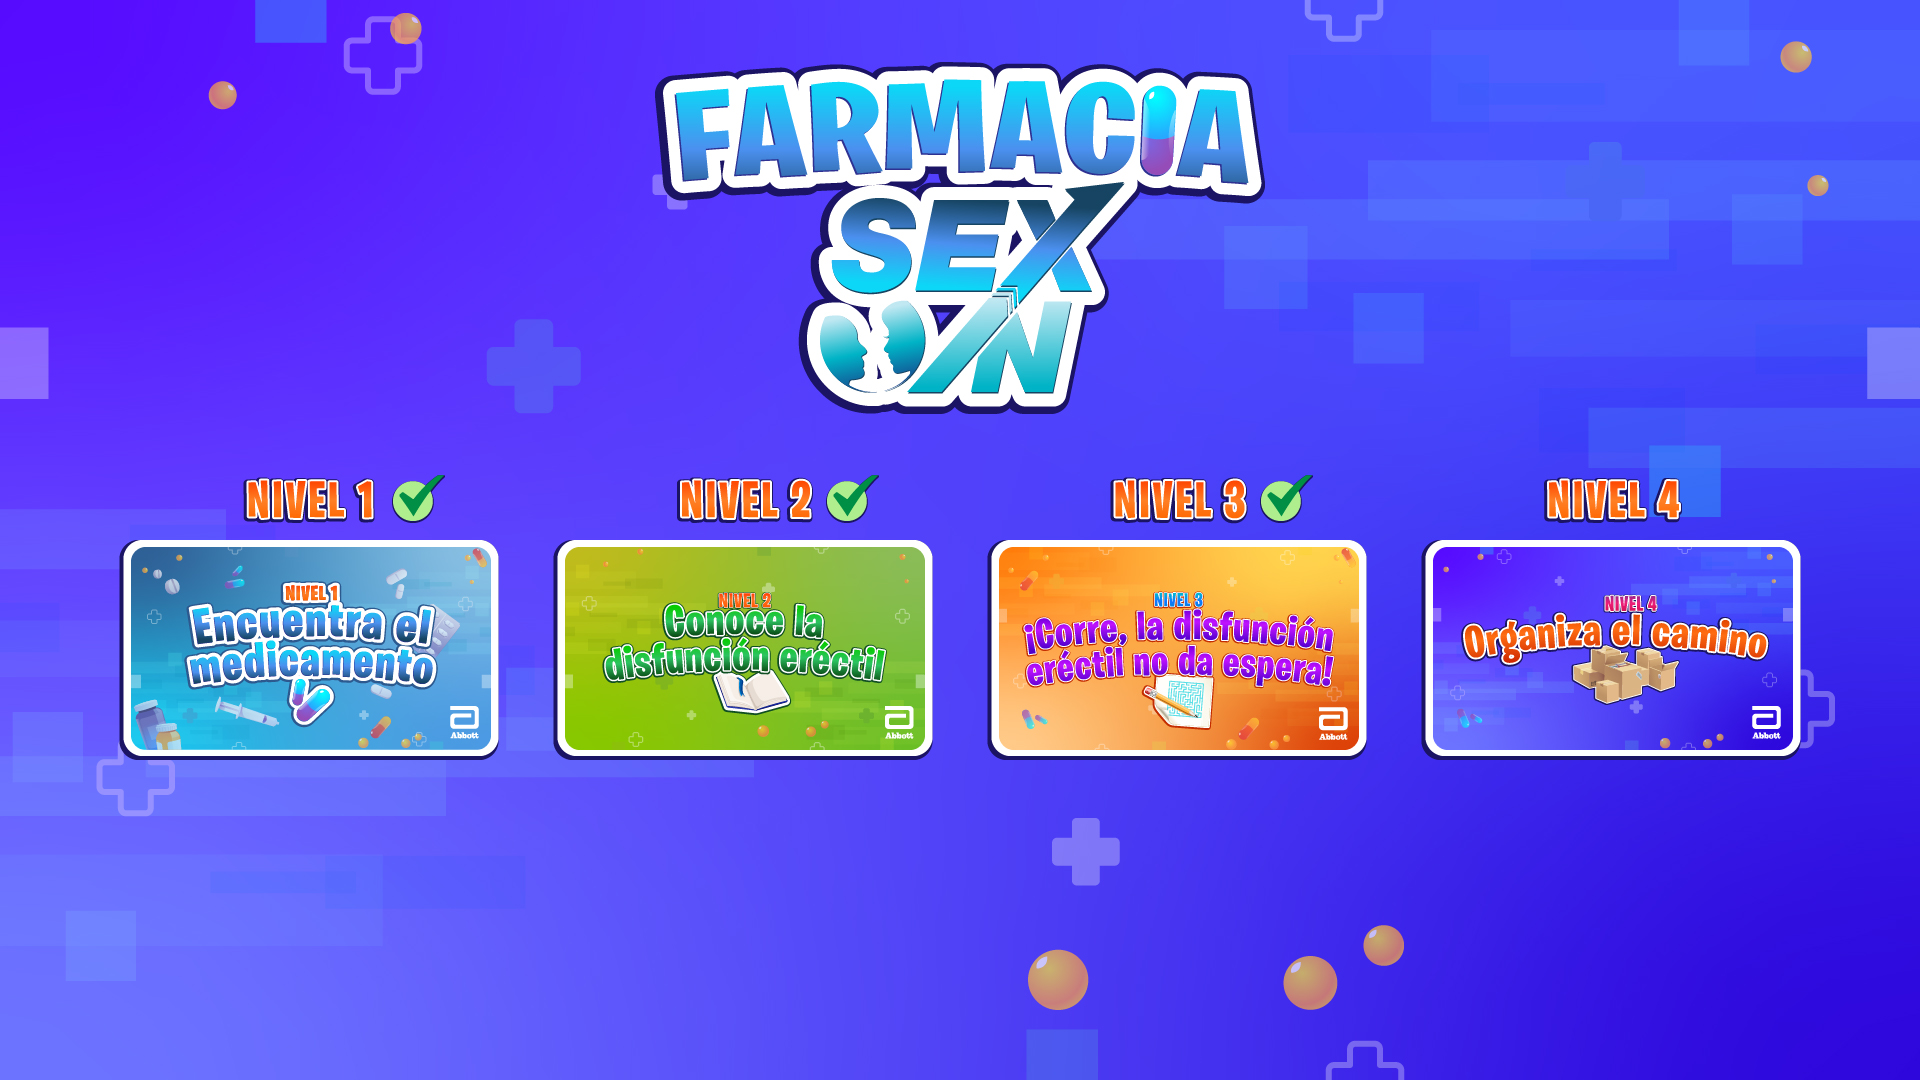 FARMACIA
SEX
ON
NIVEL 1
NIVEL 2
NIVEL 3
NIVEL 4
NIVEL 1
Encuentra el
medicamento
Abbott
NIVEL 2
Conoce la
disfunción eréctil
Abbott
NIVEL 3
¡Corre, la disfunción
eréctil no da espera!
Abbott
NIVEL 4
Organiza el camino
Abbott